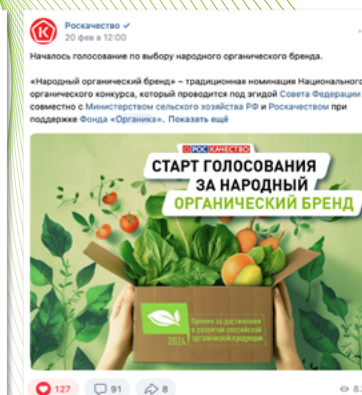 Роскачество
20 фев в 12:00
Началось голосование по выбору народного органического бренда.
«Народный органический бренд» – традиционная номинация Национального
органического конкурса, который проводится под эгидой Совета Федерации
совместно с Министерством сельского хозяйства РФ и Роскачеством при
поддержке Фонда «Органика». Показать ещё
РОСКАЧЕСТВО
СТАРТ ГОЛОСОВАНИЯ
ЗА НАРОДНЫЙ
ОРГАНИЧЕСКИЙ БРЕНД
Премия за достижения
в развитии российской
органической продукции
2024
127 91 8